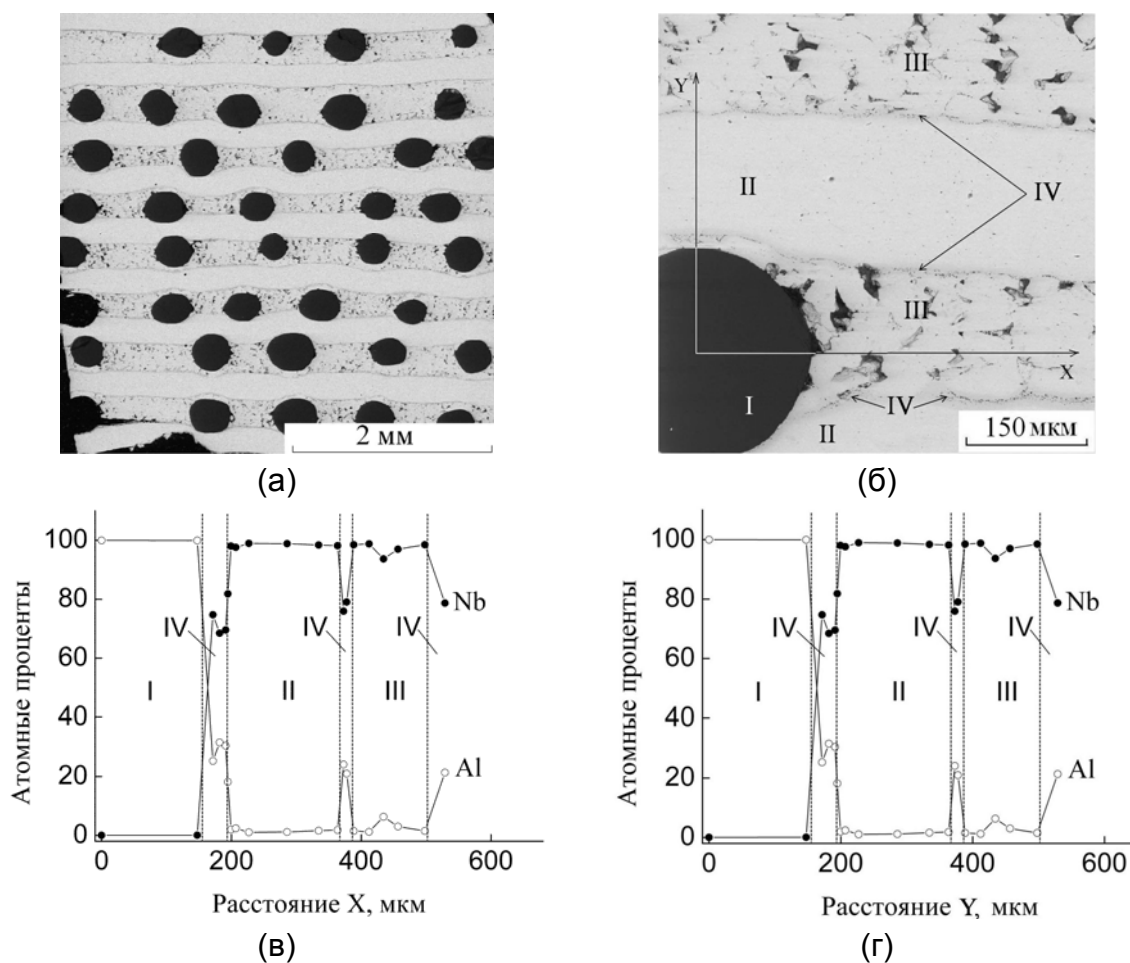 2 мм
(а)
Y
III
II
IV
III
X
I
IV
II
150 мкм
(б)
Атомные проценты
100
80
60
40
20
0
Nb
IV
IV
IV
I
II
III
Al
0
200
400
600
Расстояние X, мкм
(в)
Атомные проценты
100
80
60
40
20
0
Nb
IV
IV
IV
I
II
III
Al
0
200
400
600
Расстояние Y, мкм
(г)